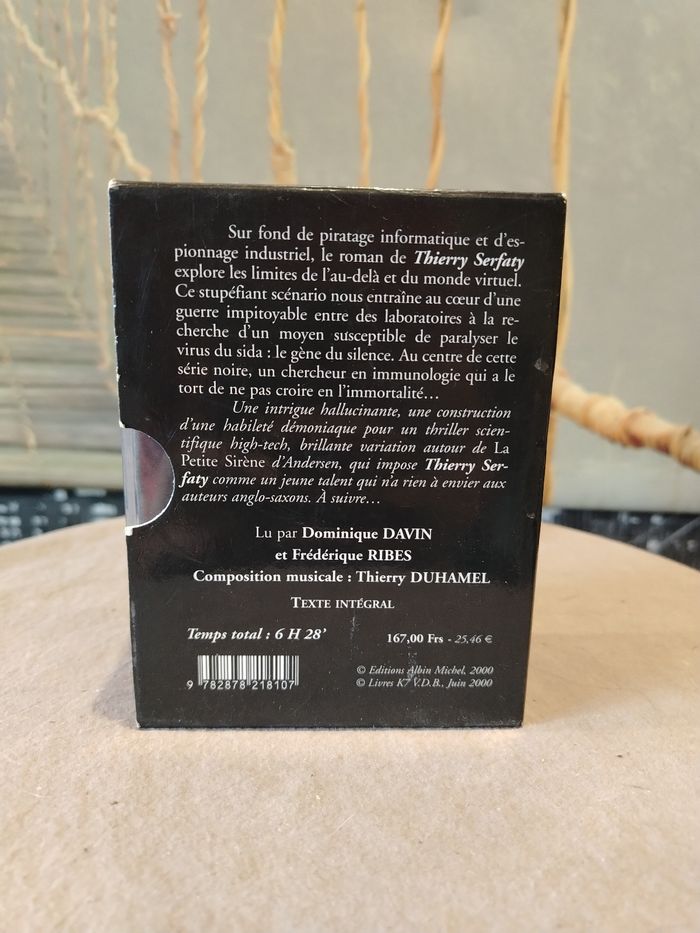 Sur fond de piratage informatique et d'es-
pionnage industriel, le roman de Thierry Serfaty
explore les limites de l'au-delà et du monde virtuel.
Ce stupéfiant scénario nous entraîne au cœur d'une
guerre impitoyable entre des laboratoires à la re-
cherche d'un moyen susceptible de paralyser le
virus du sida : le gène du silence. Au centre de cette
série noire, un chercheur en immunologie qui a le
tort de ne pas croire en l'immortalité...
Une intrigue hallucinante, une construction
d'une habileté démoniaque pour un thriller scien-
tifique high-tech, brillante variation autour de La
Petite Sirène d'Andersen, qui impose Thierry Ser-
faty comme un jeune talent qui n'a rien à envier aux
auteurs anglo-saxons. À suivre...
Lu par Dominique DAVIN
et Frédérique RIBES
Composition musicale : Thierry DUHAMEL
TEXTE INTÉGRAL
Temps total : 6 H 28'
167,00 Frs - 25,46 €
9 782878 218107
© Editions Albin Michel, 2000
© Livres K7 V.D.B., Juin 2000